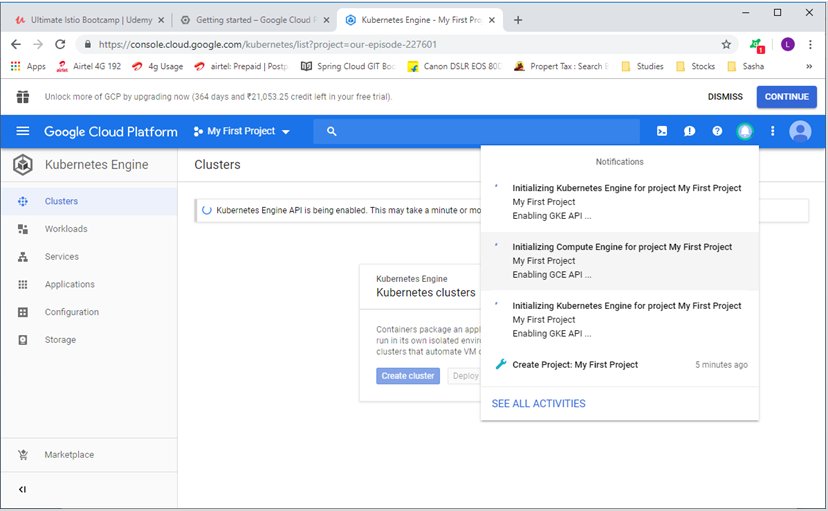 Ultimate Istio Bootcamp | Udemy
Getting started – Google Cloud P
Kubernetes Engine - My First Pro
https://console.cloud.google.com/kubernetes/list?project=our-episode-227601
1
L
Apps
Airtel 4G 192
4g Usage
airtel: Prepaid | Postp
Spring Cloud GIT Boo
Canon DSLR EOS 80D
Propert Tax : Search E
Studies
Stocks
Sasha
»
Unlock more of GCP by upgrading now (364 days and ₹21,053.25 credit left in your free trial).
DISMISS
CONTINUE
Google Cloud Platform
My First Project
Kubernetes Engine
Clusters
Clusters
Workloads
Services
Applications
Configuration
Storage
Marketplace
Kubernetes Engine API is being enabled. This may take a minute or mo
Kubernetes Engine
Kubernetes clusters
Containers package an appl
run in its own isolated enviro
clusters that automate VM c
Create cluster
Deploy
Notifications
Initializing Kubernetes Engine for project My First Project
My First Project
Enabling GKE API ...
Initializing Compute Engine for project My First Project
My First Project
Enabling GCE API ...
Initializing Kubernetes Engine for project My First Project
My First Project
Enabling GKE API ...
Create Project: My First Project
5 minutes ago
SEE ALL ACTIVITIES